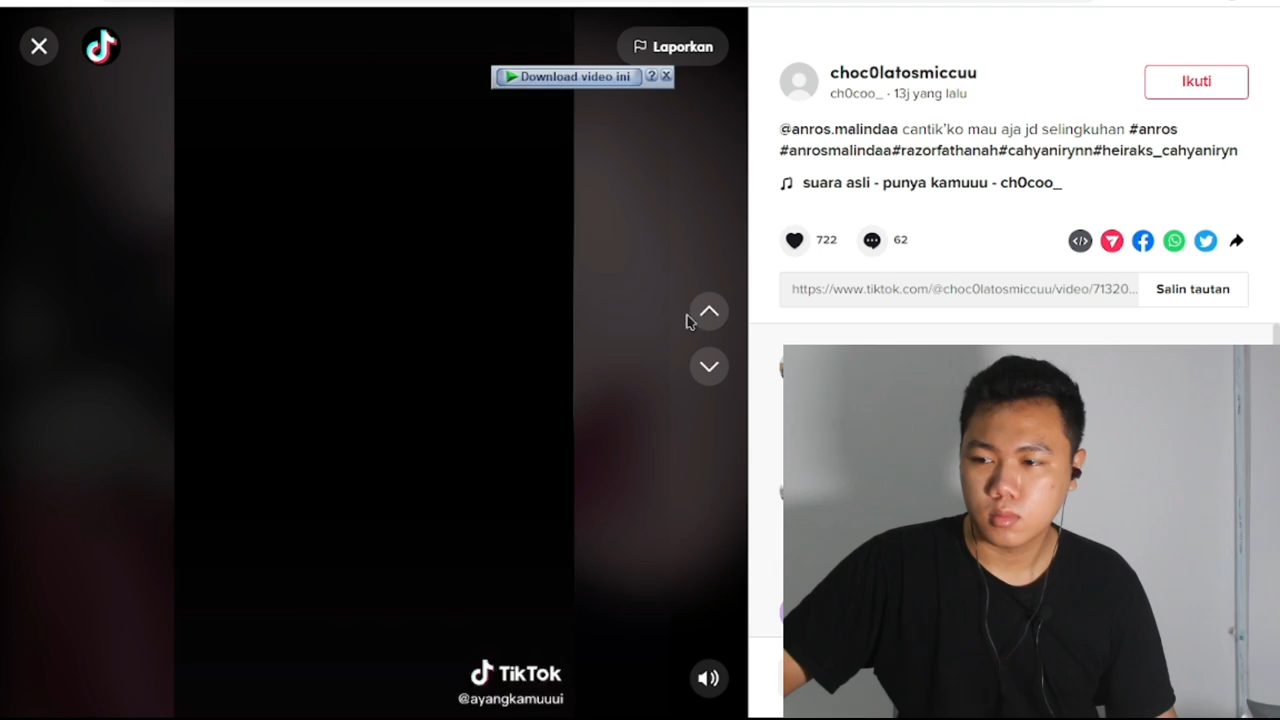 Laporkan
Download video ini
TikTok
@ayangkamuuui
choc0latosmiccuu
ch0coo_ · 13j yang lalu
Ikuti
@anros.malindaa cantik'ko mau aja jd selingkuhan #anros
#anrosmalindaa#razorfathanah#cahyanirynn#heiraks_cahyaniryn
suara asli - punya kamuuu - ch0coo_
722
62
https://www.tiktok.com/@choc0latosmiccuu/video/71320...
Salin tautan